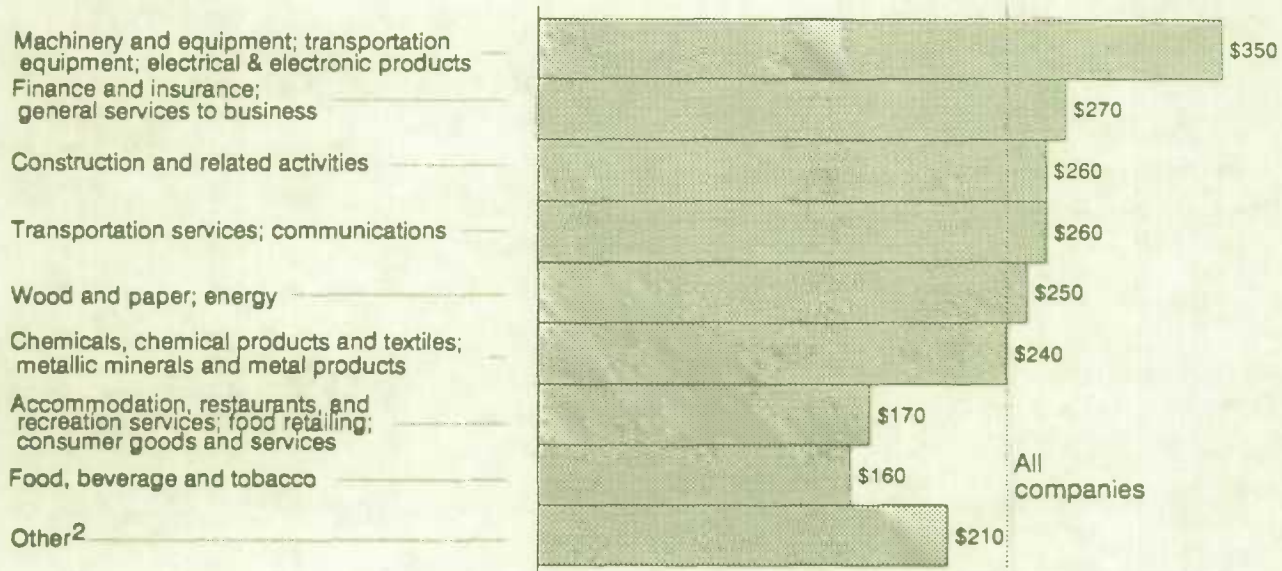 Machinery and equipment; transportation
equipment; electrical & electronic products
$350
Finance and insurance;
general services to business
$270
Construction and related activities
$260
Transportation services; communications
$260
Wood and paper; energy
$250
Chemicals, chemical products and textiles;
metallic minerals and metal products
$240
Accommodation, restaurants, and
recreation services; food retailing;
consumer goods and services
$170
Food, beverage and tobacco
$160
All
companies
Other2
$210